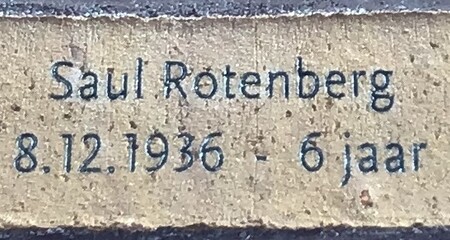 Saul Rotenberg
8.12.1936 - 6 jaar